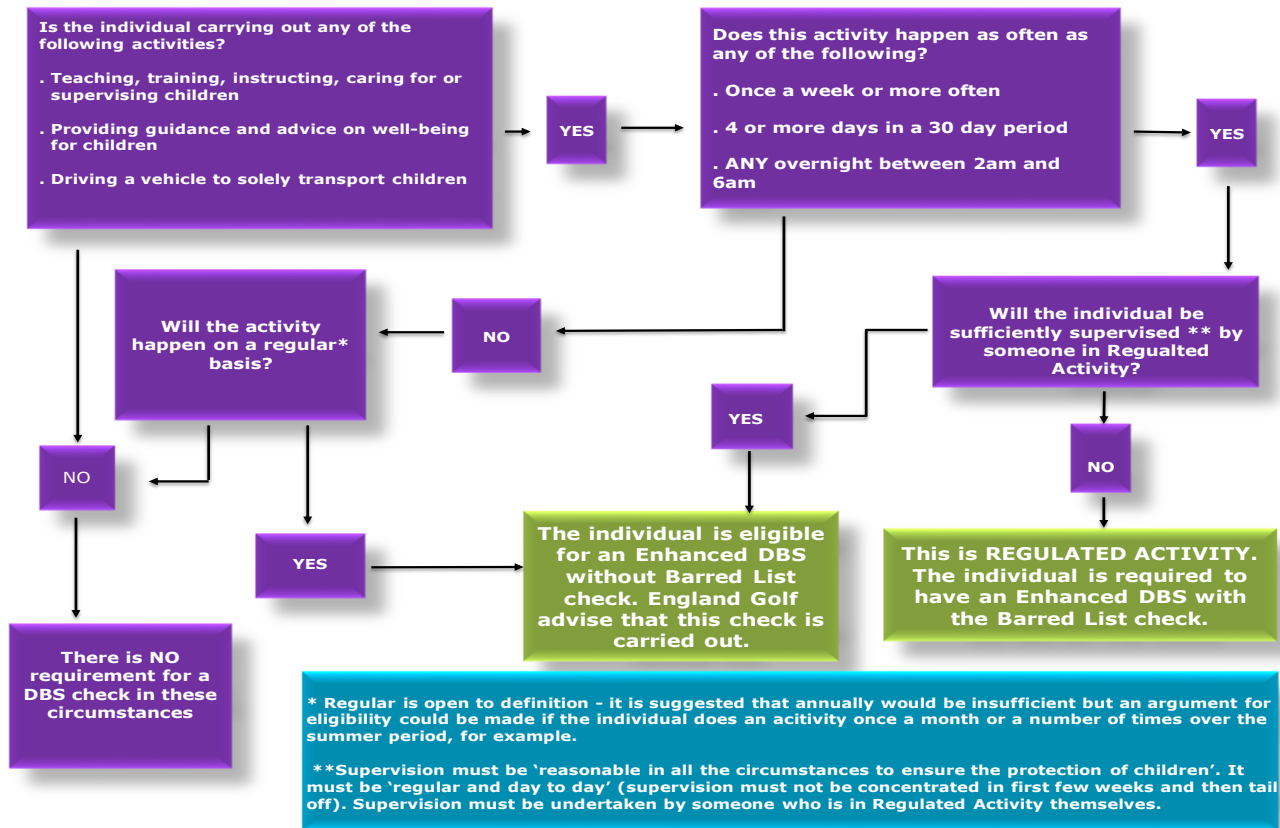 Is the individual carrying out any of the
following activities?
. Teaching, training, instructing, caring for or
supervising children
. Providing guidance and advice on well-being
for children
. Driving a vehicle to solely transport children
YES
Does this activity happen as often as
any of the following?
. Once a week or more often
. 4 or more days in a 30 day period
. ANY overnight between 2am and
6am
YES
Will the activity
happen on a regular*
basis?
NO
Will the individual be
sufficiently supervised ** by
someone in Regualted
Activity?
YES
NO
NO
YES
The individual is eligible
for an Enhanced DBS
without Barred List
check. England Golf
advise that this check is
carried out.
This is REGULATED ACTIVITY.
The individual is required to
have an Enhanced DBS with
the Barred List check.
There is NO
requirement for a
DBS check in these
circumstances
* Regular is open to definition - it is suggested that annually would be insufficient but an argument for
eligibility could be made if the individual does an acitivity once a month or a number of times over the
summer period, for example.
**Supervision must be ‘reasonable in all the circumstances to ensure the protection of children’. It
must be ‘regular and day to day’ (supervision must not be concentrated in first few weeks and then tail
off). Supervision must be undertaken by someone who is in Regulated Activity themselves.